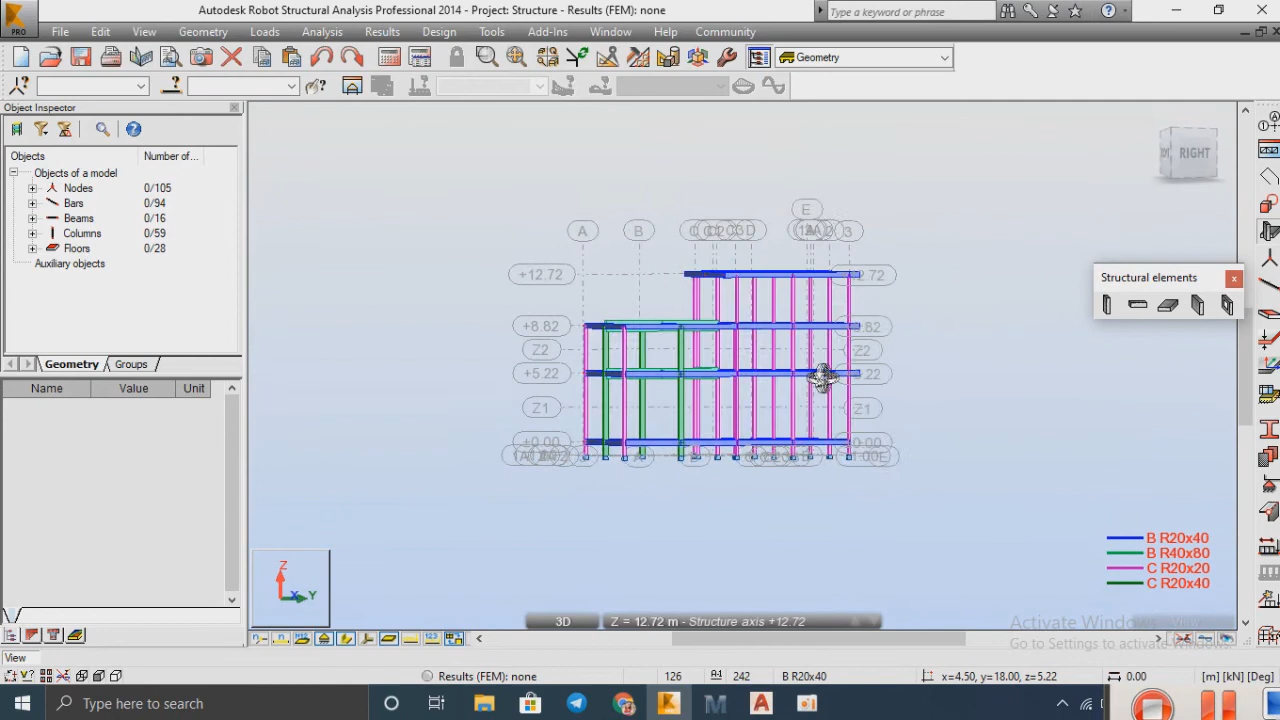 Autodesk Robot Structural Analysis Professional 2014 - Project: Structure - Results (FEM): none
Type a keyword or phrase
PRO
File Edit View Geometry Loads Analysis Results Design Tools Add-Ins Window Help Community
Geometry
Object Inspector
Objects Number of...
Objects of a model
Nodes 0/105
Bars 0/94
Beams 0/16
Columns 0/59
Floors 0/28
Auxiliary objects
Geometry Groups
Name Value Unit
RIGHT
Structural elements
E
A B D 3
+12.72
+8.82
Z2 Z2
+5.22 5.22
Z1 Z1
+0.00
B R20x40
B R40x80
C R20x20
C R20x40
Z
X Y
3D Z = 12.72 m - Structure axis +12.72
Activate Windows
Go to Settings to activate Windows.
View
Results (FEM): none 126 242 B R20x40 x=4.50, y=18.00, z=5.22 0.00 [m] [kN] [Deg]
Type here to search